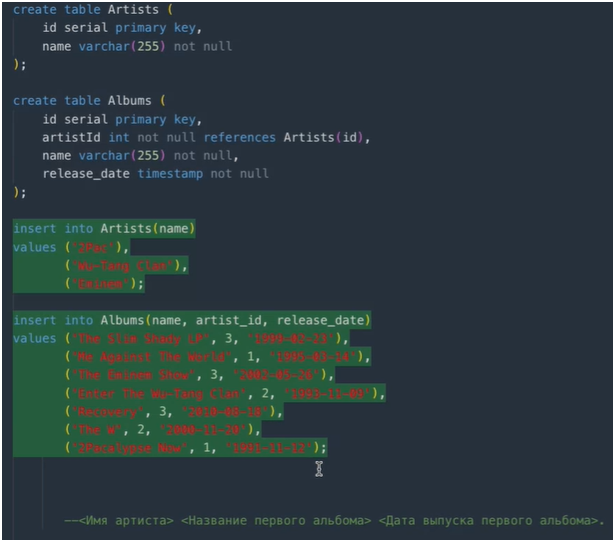 create table Artists (
id serial primary key,
name varchar(255) not null
);
create table Albums (
id serial primary key,
artistId int not null references Artists(id),
name varchar(255) not null,
release_date timestamp not null
);
insert into Artists(name)
values ("2Pac"),
("Wu-Tang Clan"),
("Eminem");
insert into Albums(name, artist_id, release_date)
values ("The Slim Shady LP", 3, "1999-02-23"),
("Me Against The World", 1, "1995-03-14"),
("The Eminem Show", 3, "2002-05-26"),
("Enter The Wu-Tang Clan", 2, "1993-11-09"),
("Recovery", 3, "2010-06-18"),
("The W", 2,
("2Pacalypse Now", 1, "1991-11-12");
--<Имя артиста> <Название первого альбома> <Дата выпуска первого альбома>.